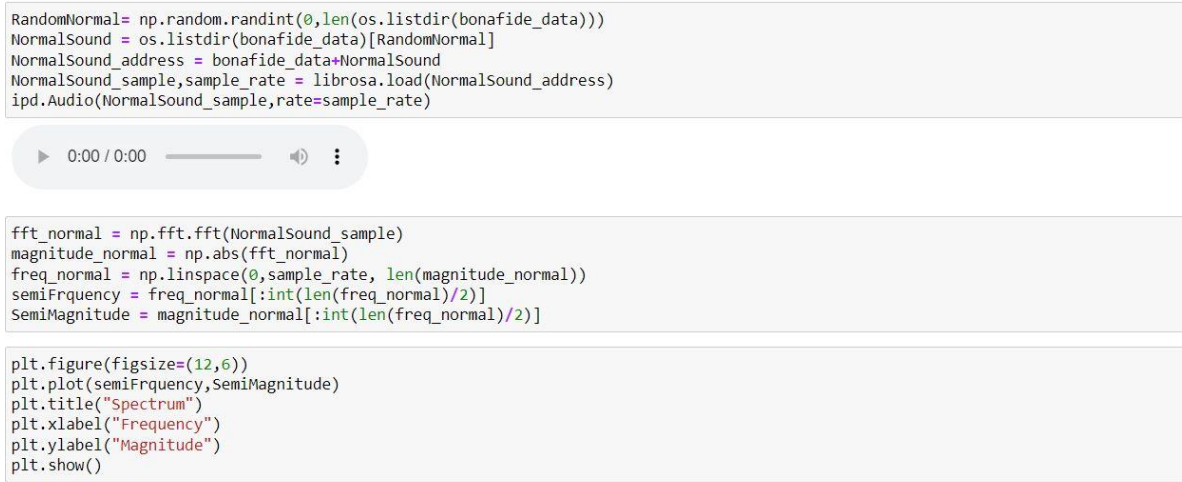 RandomNormal= np.random.randint(0,len(os.listdir(bonafide_data)))
NormalSound = os.listdir(bonafide_data)[RandomNormal]
NormalSound_address = bonafide_data+NormalSound
NormalSound_sample,sample_rate = librosa.load(NormalSound_address)
ipd.Audio(NormalSound_sample,rate=sample_rate)
0:00 / 0:00
fft_normal = np.fft.fft(NormalSound_sample)
magnitude_normal = np.abs(fft_normal)
freq_normal = np.linspace(0,sample_rate, len(magnitude_normal))
semiFrquency = freq_normal[:int(len(freq_normal)/2)]
SemiMagnitude = magnitude_normal[:int(len(freq_normal)/2)]
plt.figure(figsize=(12,6))
plt.plot(semiFrquency,SemiMagnitude)
plt.title("Spectrum")
plt.xlabel("Frequency")
plt.ylabel("Magnitude")
plt.show()